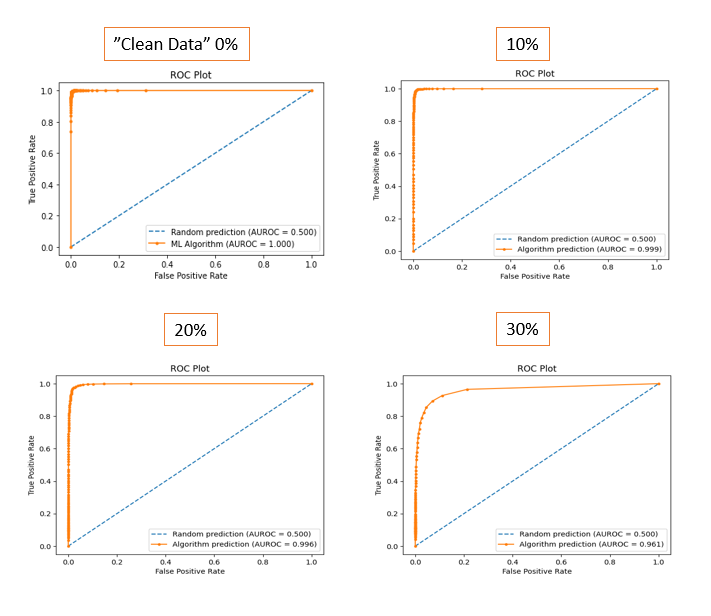 ”Clean Data” 0%
ROC Plot
1.0
0.8
0.6
0.4
0.2
0.0
True Positive Rate
Random prediction (AUROC = 0.500)
ML Algorithm (AUROC = 1.000)
0.0 0.2 0.4 0.6 0.8 1.0
False Positive Rate
10%
ROC Plot
1.0
0.8
0.6
0.4
0.2
0.0
True Positive Rate
Random prediction (AUROC = 0.500)
Algorithm prediction (AUROC = 0.999)
0.0 0.2 0.4 0.6 0.8 1.0
False Positive Rate
20%
ROC Plot
1.0
0.8
0.6
0.4
0.2
0.0
True Positive Rate
Random prediction (AUROC = 0.500)
Algorithm prediction (AUROC = 0.996)
0.0 0.2 0.4 0.6 0.8 1.0
False Positive Rate
30%
ROC Plot
1.0
0.8
0.6
0.4
0.2
0.0
True Positive Rate
Random prediction (AUROC = 0.500)
Algorithm prediction (AUROC = 0.961)
0.0 0.2 0.4 0.6 0.8 1.0
False Positive Rate